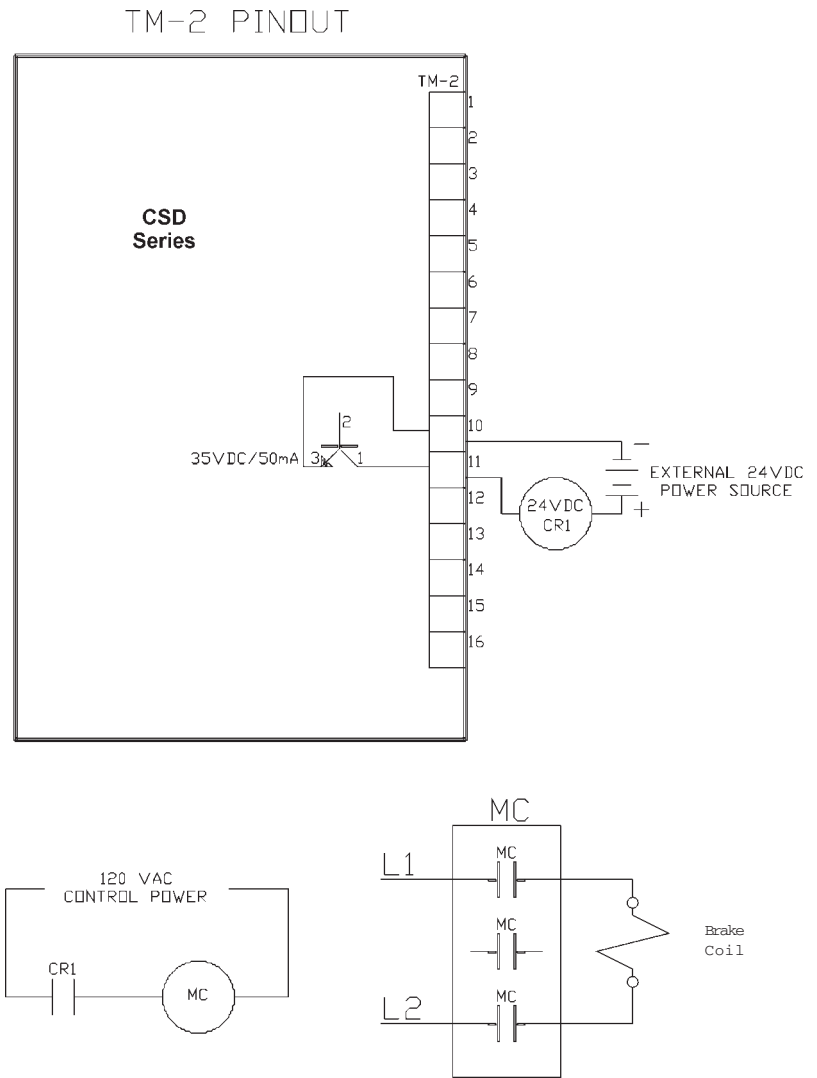 TM-2 PINOUT
TM-2
1
2
3
4
5
6
7
8
9
10
11
12
13
14
15
16
CSD
Series
2
35VDC/50mA 3 1
24VDC
CR1
−
EXTERNAL 24VDC
POWER SOURCE
+
120 VAC
CONTROL POWER
CR1
MC
MC
L1
MC
MC
L2
MC
Brake
Coil